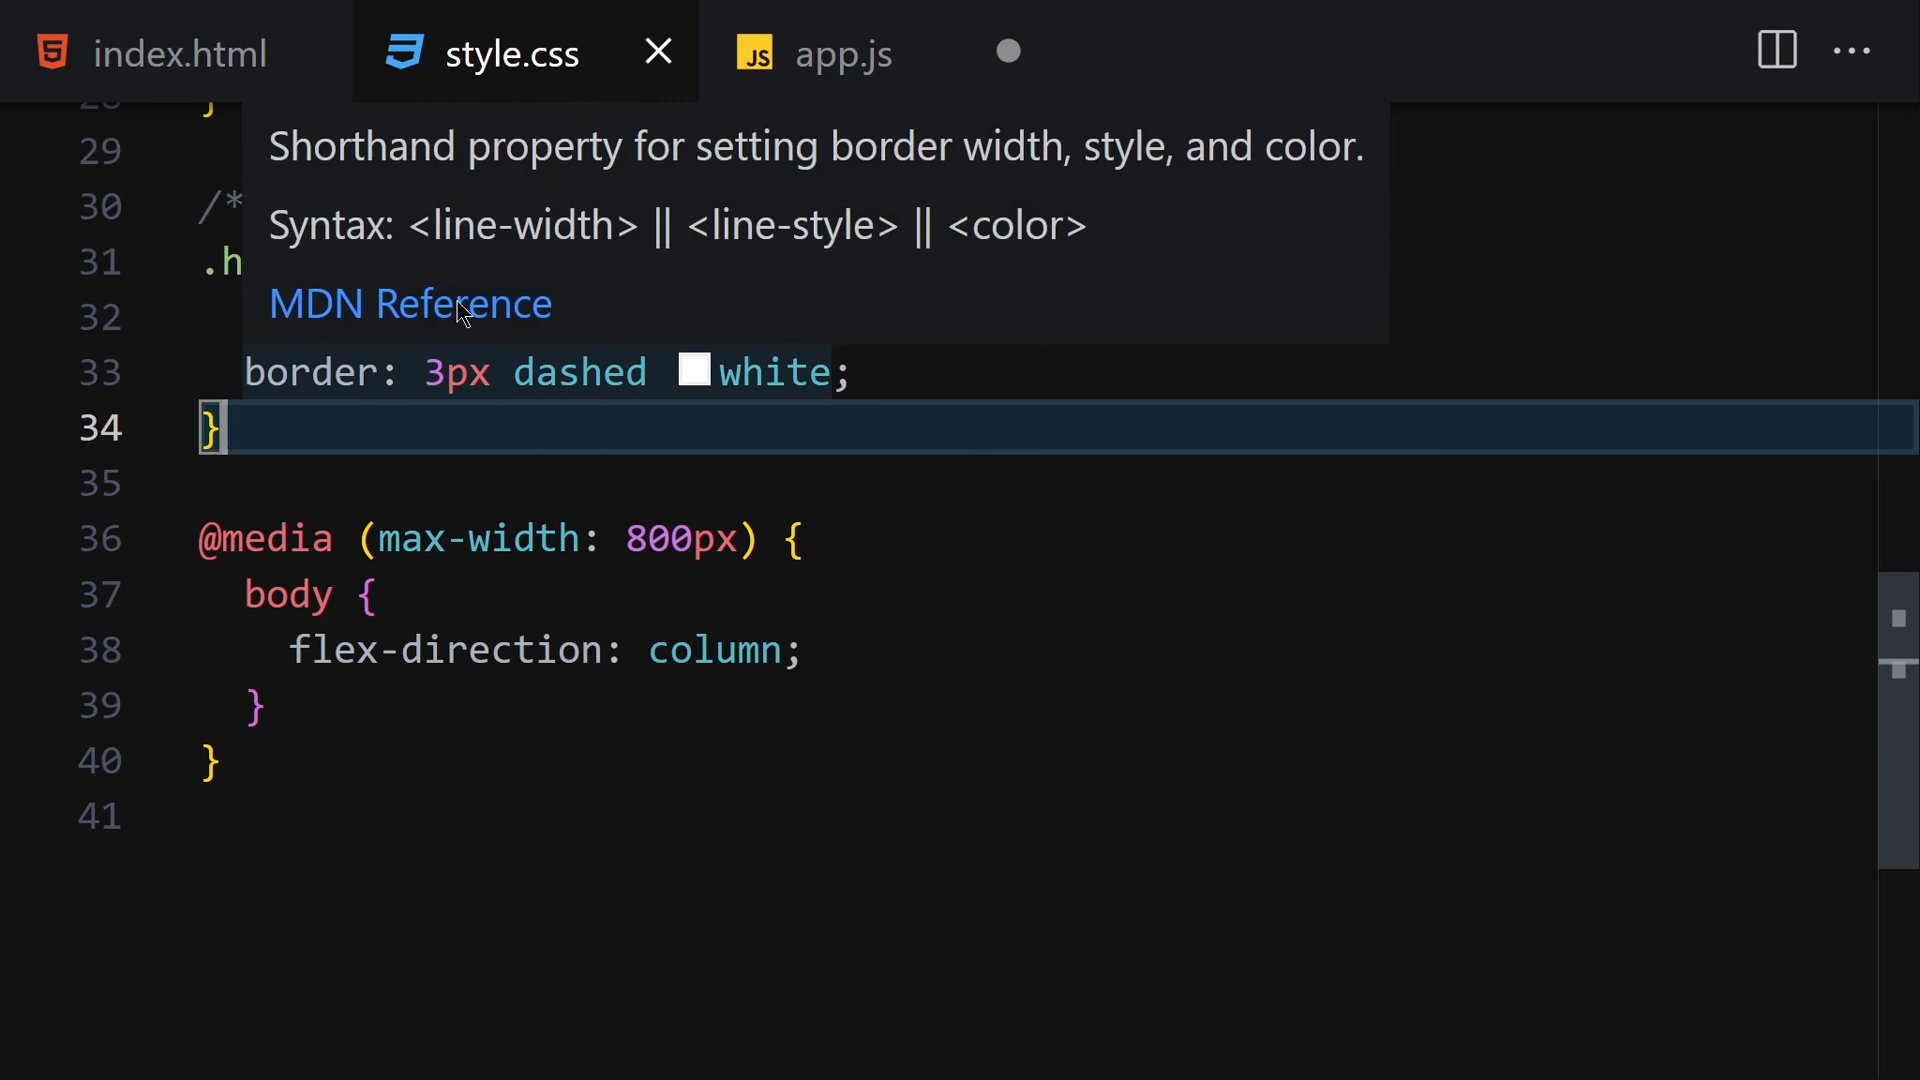 index.html style.css app.js
28 }
29 Shorthand property for setting border width, style, and color.
30 /* Syntax: <line-width> || <line-style> || <color>
31 .h
32 MDN Reference
33 border: 3px dashed white;
34 }
35
36 @media (max-width: 800px) {
37 body {
38 flex-direction: column;
39 }
40 }
41